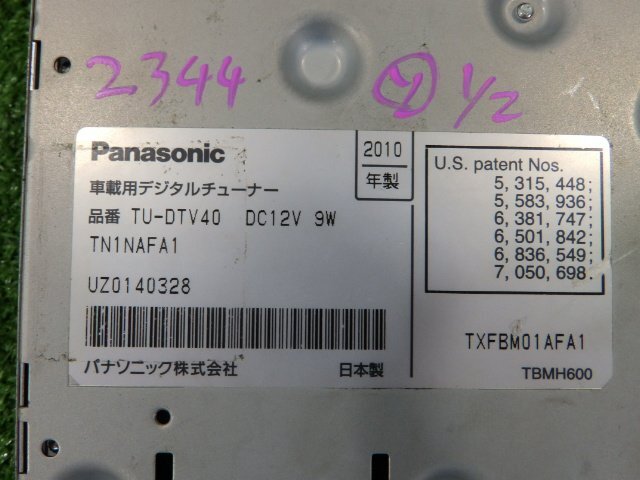 2344 Y 1/2
Panasonic
2010
年製
車載用デジタルチューナー
品番 TU-DTV40 DC12V 9W
TN1NAFA1
UZ0140328
パナソニック株式会社 日本製
U.S. patent Nos.
5, 315, 448;
5, 583, 936;
6, 381, 747;
6, 501, 842;
6, 836, 549;
7, 050, 698.
TXFBM01AFA1
TBMH600